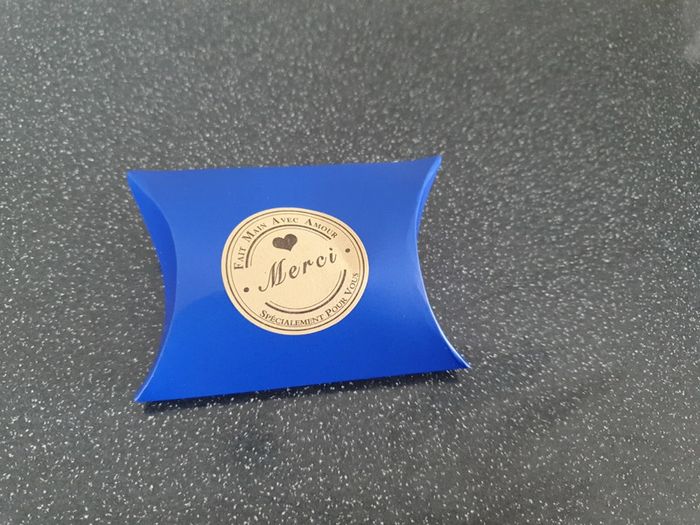 Fait Main Avec Amour
Merci
Spécialement Pour Vous